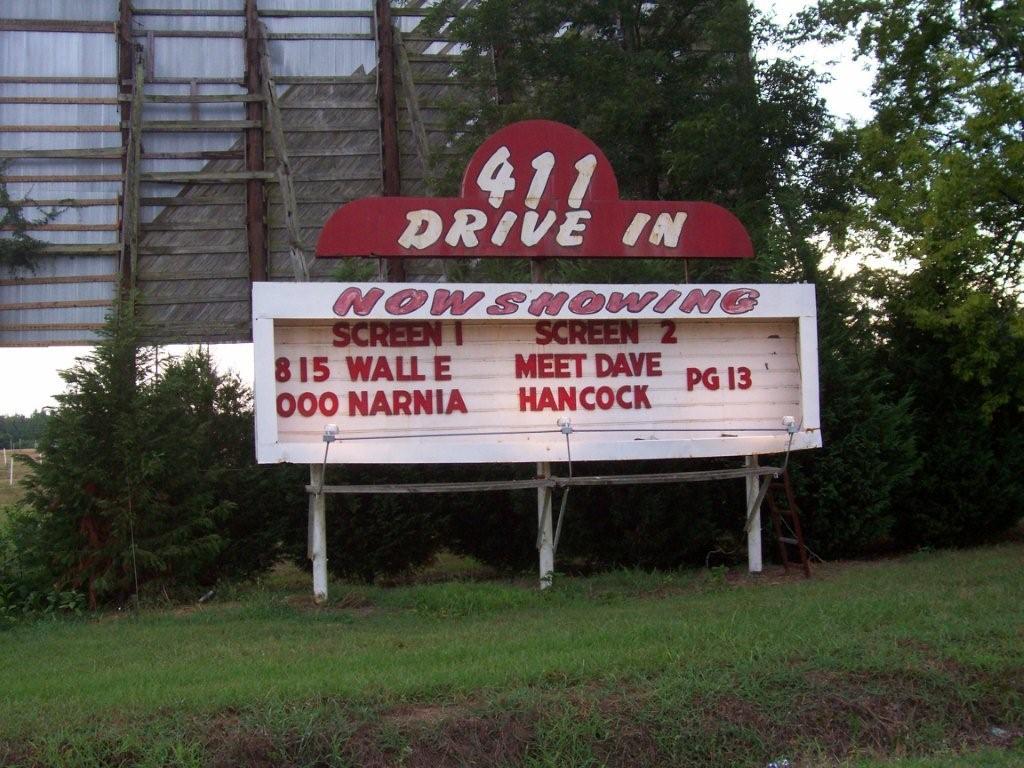 411
DRIVE IN
NOW SHOWING
SCREEN 1 SCREEN 2
815 WALL E MEET DAVE
000 NARNIA HANCOCK PG 13